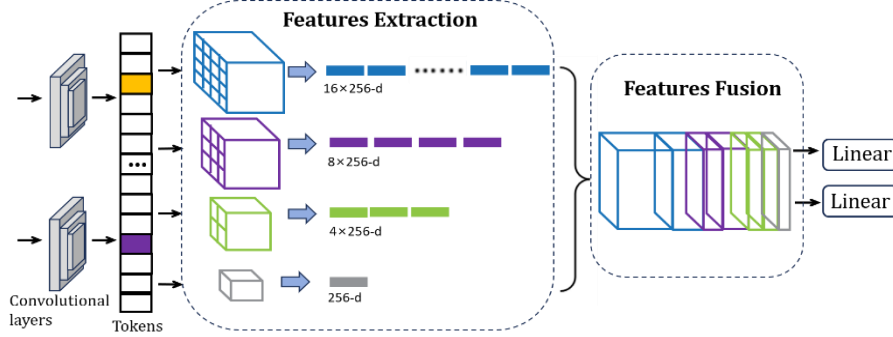 Features Extraction
16×256-d
8×256-d
4×256-d
256-d
Convolutional
layers
Tokens
Features Fusion
Linear
Linear